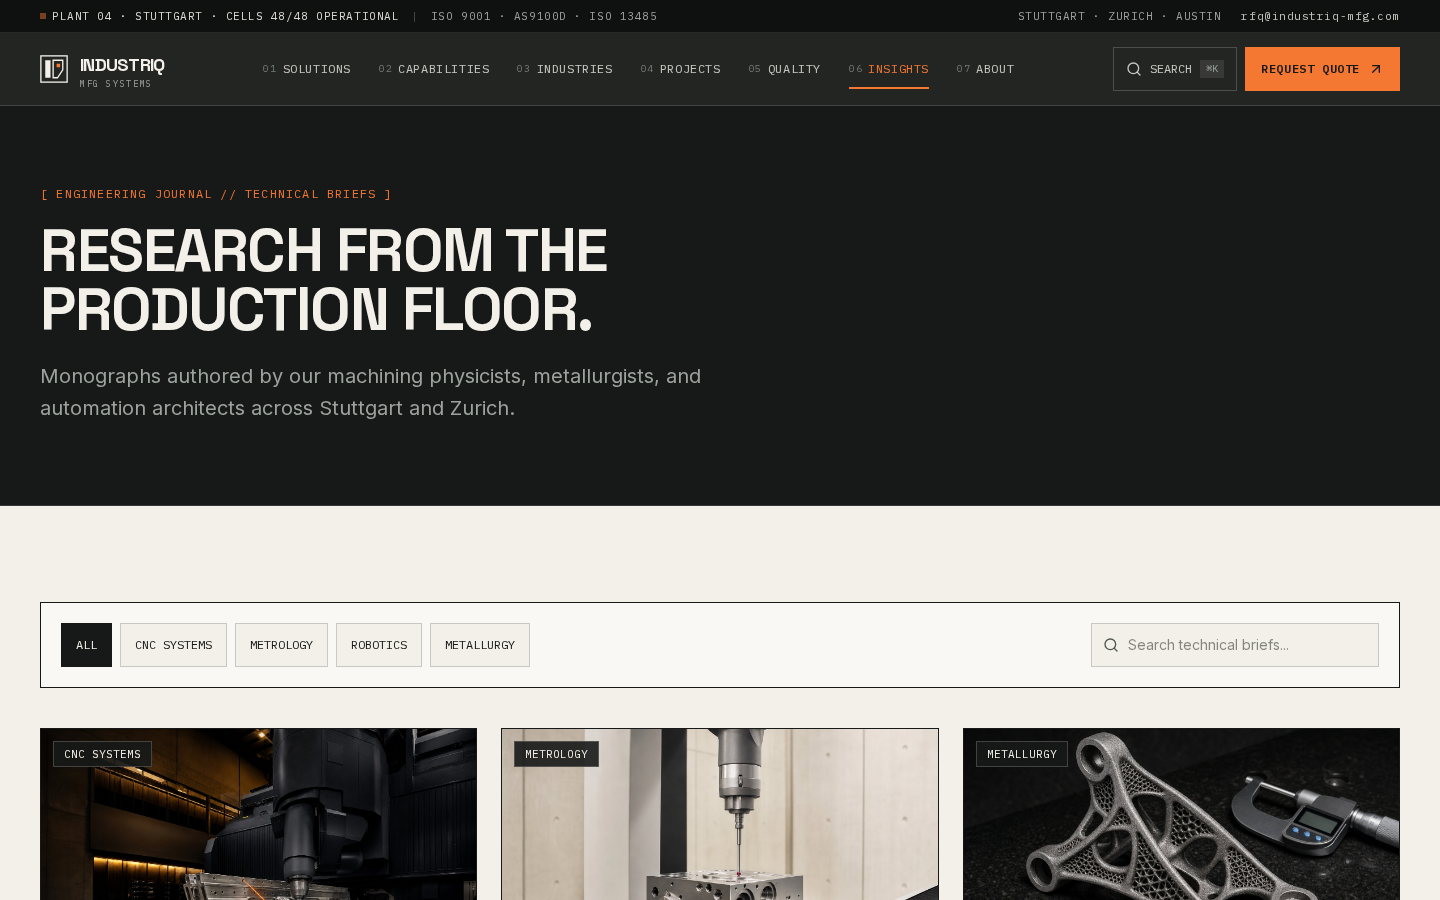 PLANT 04 · STUTTGART · CELLS 48/48 OPERATIONAL | ISO 9001 · AS9100D · ISO 13485
STUTTGART · ZURICH · AUSTIN rfq@industriq-mfg.com
INDUSTRIQ
MFG SYSTEMS
01 SOLUTIONS 02 CAPABILITIES 03 INDUSTRIES 04 PROJECTS 05 QUALITY 06 INSIGHTS 07 ABOUT
SEARCH ⌘K
REQUEST QUOTE
[ ENGINEERING JOURNAL // TECHNICAL BRIEFS ]
RESEARCH FROM THE
PRODUCTION FLOOR.
Monographs authored by our machining physicists, metallurgists, and
automation architects across Stuttgart and Zurich.
ALL CNC SYSTEMS METROLOGY ROBOTICS METALLURGY
Search technical briefs...
CNC SYSTEMS
METROLOGY
METALLURGY